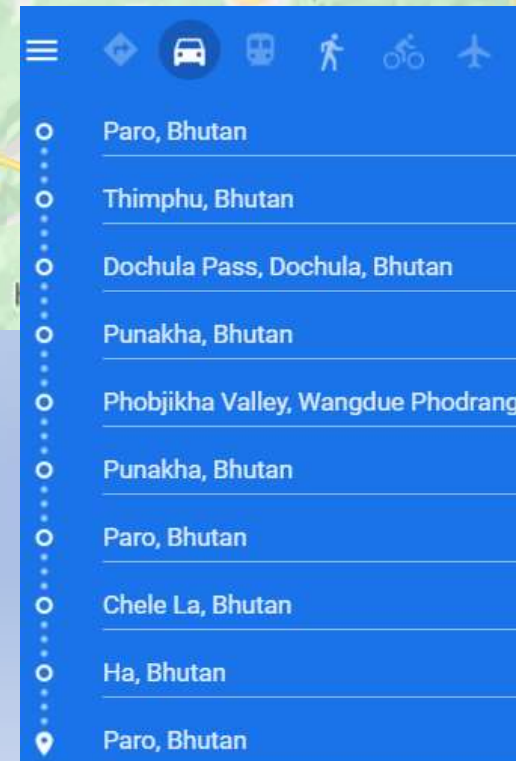 Paro, Bhutan
Thimphu, Bhutan
Dochula Pass, Dochula, Bhutan
Punakha, Bhutan
Phobjikha Valley, Wangdue Phodrang
Punakha, Bhutan
Paro, Bhutan
Chele La, Bhutan
Ha, Bhutan
Paro, Bhutan